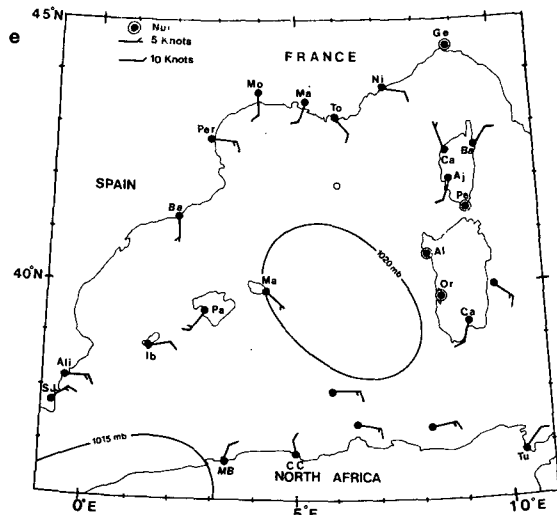 45°N
e
5 Knots
10 Knots
FRANCE
Ge
Mo
Ma
To
Ni
Per
SPAIN
Ca
Ba
Aj
Pe
Ba
40°N
1020 mb
Al
Or
Ma
Pa
Ca
Ib
Ali
SJ
1015 mb
MB
CC
Tu
NORTH AFRICA
0°E
5°E
10°E